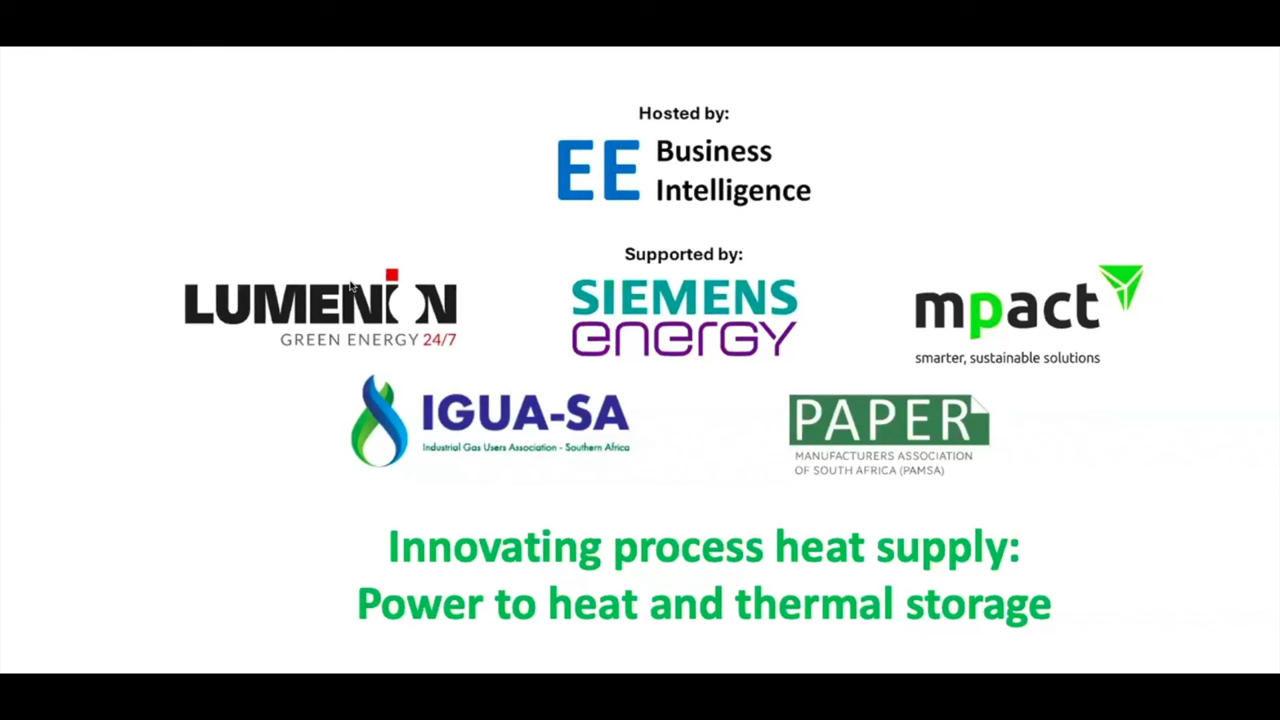 Hosted by:
EE Business
Intelligence
Supported by:
LUMENION
GREEN ENERGY 24/7
SIEMENS
energy
mpact
smarter, sustainable solutions
IGUA-SA
Industrial Gas Users Association - Southern Africa
PAPER
MANUFACTURERS ASSOCIATION
OF SOUTH AFRICA (PAMSA)
Innovating process heat supply:
Power to heat and thermal storage